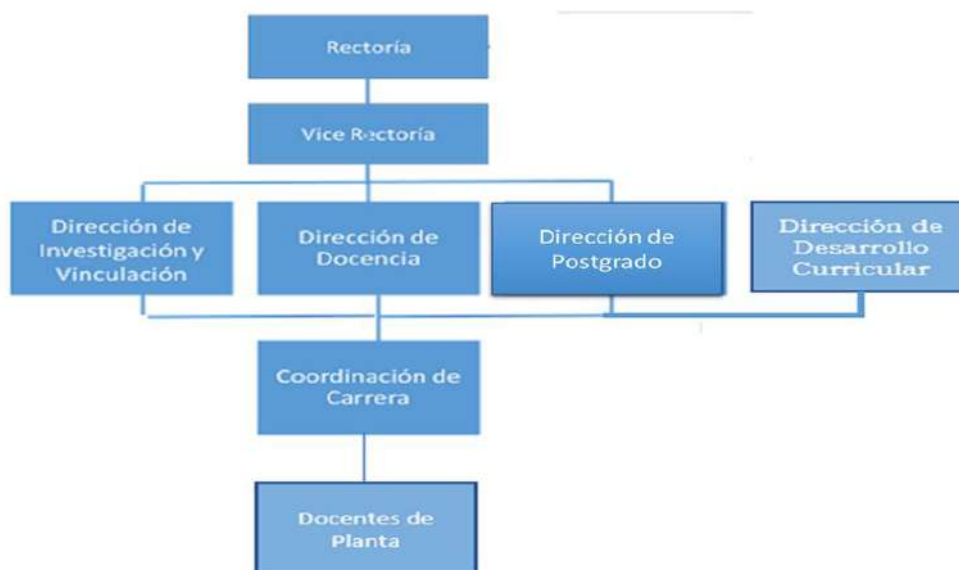 Rectoría
Vice Rectoría
Dirección de
Investigación y
Vinculación
Dirección de
Docencia
Dirección de
Postgrado
Dirección de
Desarrollo
Curricular
Coordinación de
Carrera
Docentes de
Planta